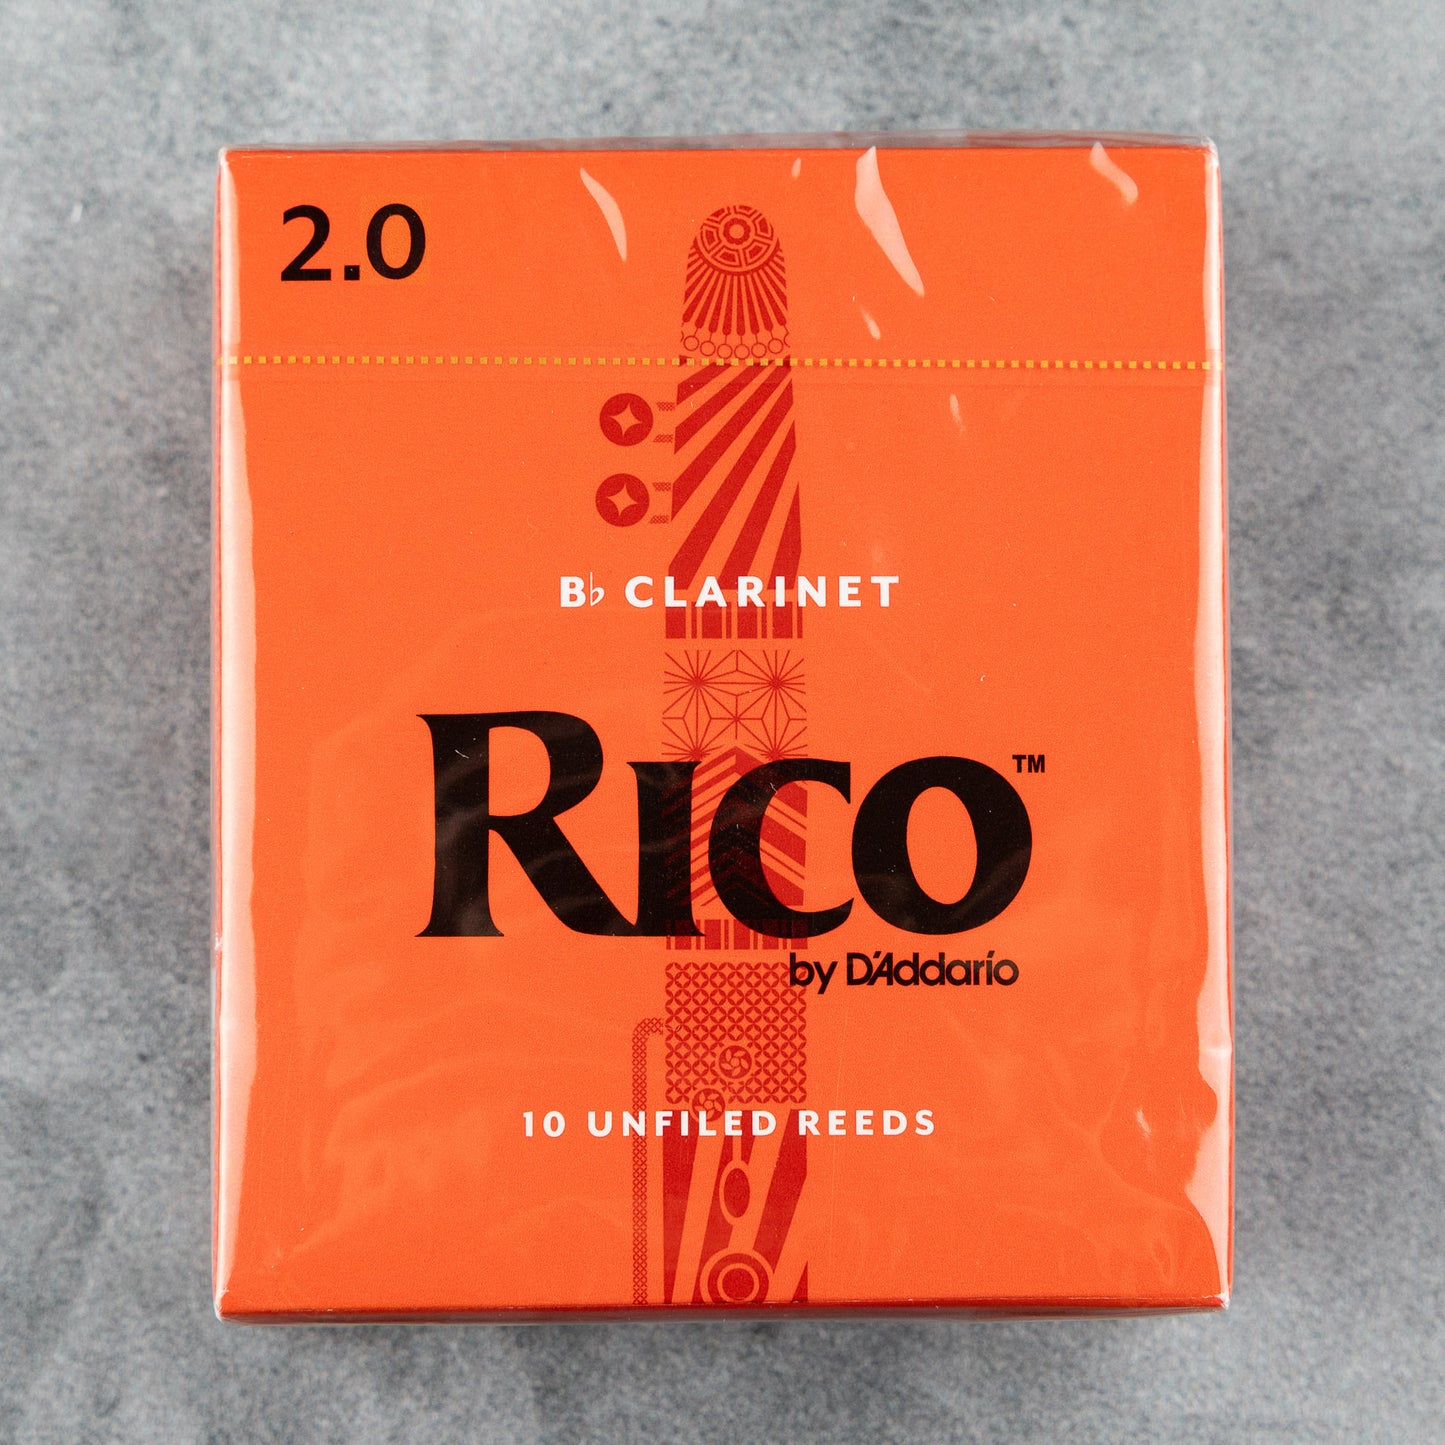 2.0
B♭ CLARINET
RICO™
by D'Addario
10 UNFILED REEDS